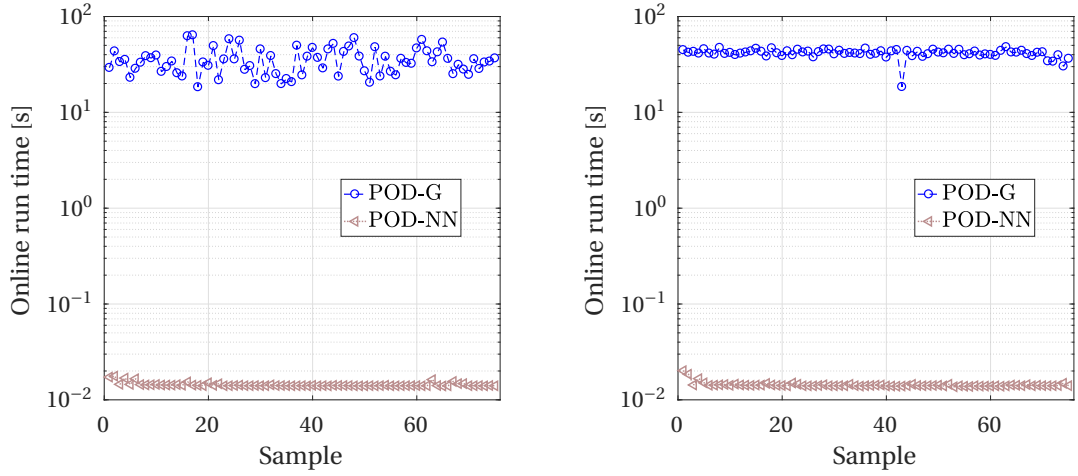 10^2
10^1
10^0
10^-1
10^-2
Online run time [s]
0
20
40
60
Sample
POD-G
POD-NN
10^2
10^1
10^0
10^-1
10^-2
Online run time [s]
0
20
40
60
Sample
POD-G
POD-NN